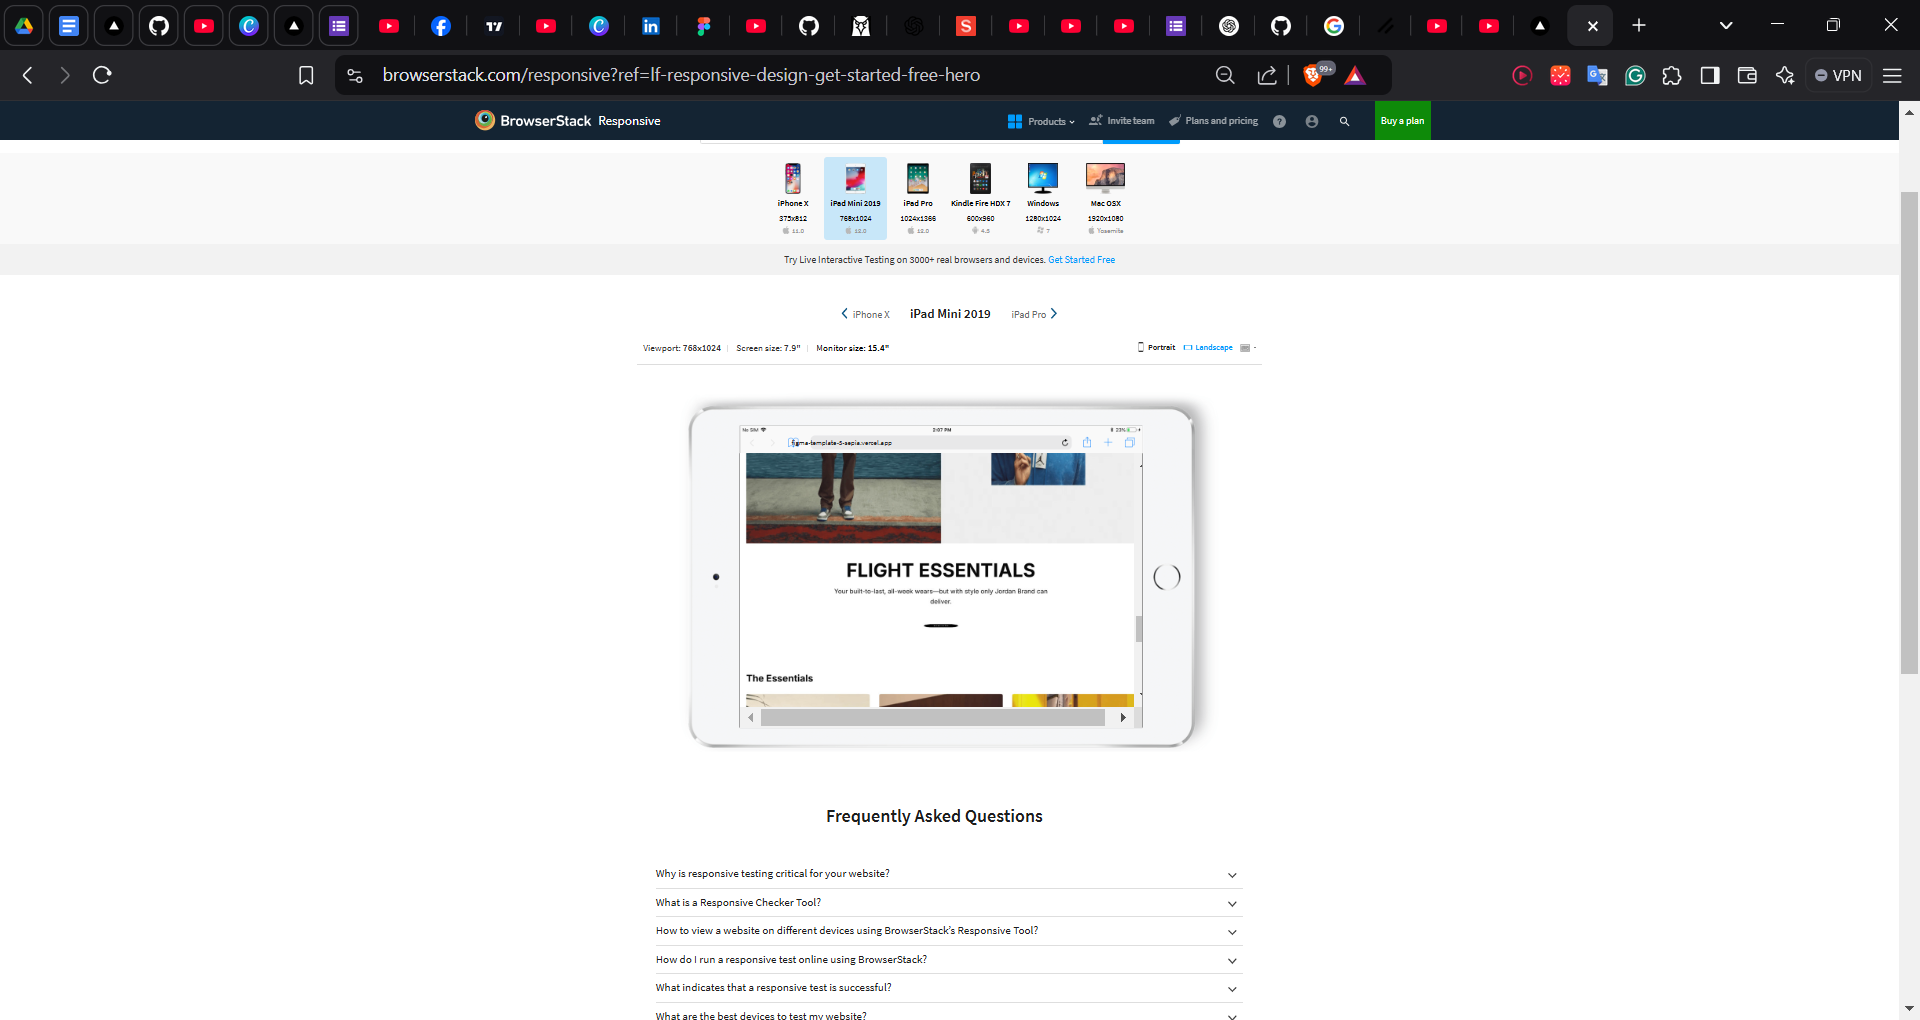 browserstack.com/responsive?ref=lf-responsive-design-get-started-free-hero
99+
VPN
BrowserStack Responsive
Products
Invite team
Plans and pricing
Buy a plan
iPhone X
375x812
11.0
iPad Mini 2019
768x1024
12.0
iPad Pro
1024x1366
12.0
Kindle Fire HDX 7
600x960
4.3
Windows
1280x1024
7
Mac OSX
1920x1080
Yosemite
Try Live Interactive Testing on 3000+ real browsers and devices. Get Started Free
iPhone X
iPad Mini 2019
iPad Pro
Viewport: 768x1024
Screen size: 7.9"
Monitor size: 15.4"
Portrait
Landscape
No SIM
2:07 PM
23%
figma-template-5-sepia.vercel.app
FLIGHT ESSENTIALS
Your built-to-last, all-week wears—but with style only Jordan Brand can
deliver.
The Essentials
Frequently Asked Questions
Why is responsive testing critical for your website?
What is a Responsive Checker Tool?
How to view a website on different devices using BrowserStack's Responsive Tool?
How do I run a responsive test online using BrowserStack?
What indicates that a responsive test is successful?
What are the best devices to test my website?